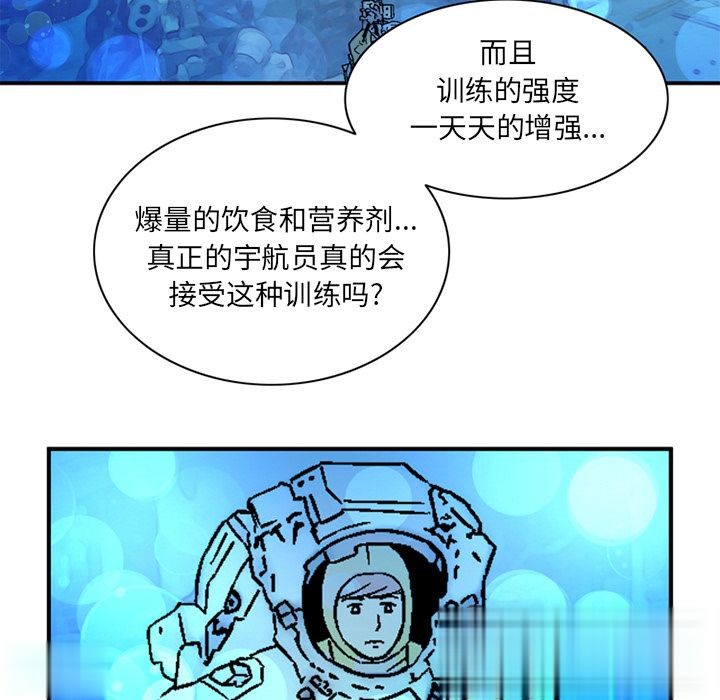 而且
训练的强度
一天天的增强...
爆量的饮食和营养剂...
真正的宇航员真的会
接受这种训练吗?